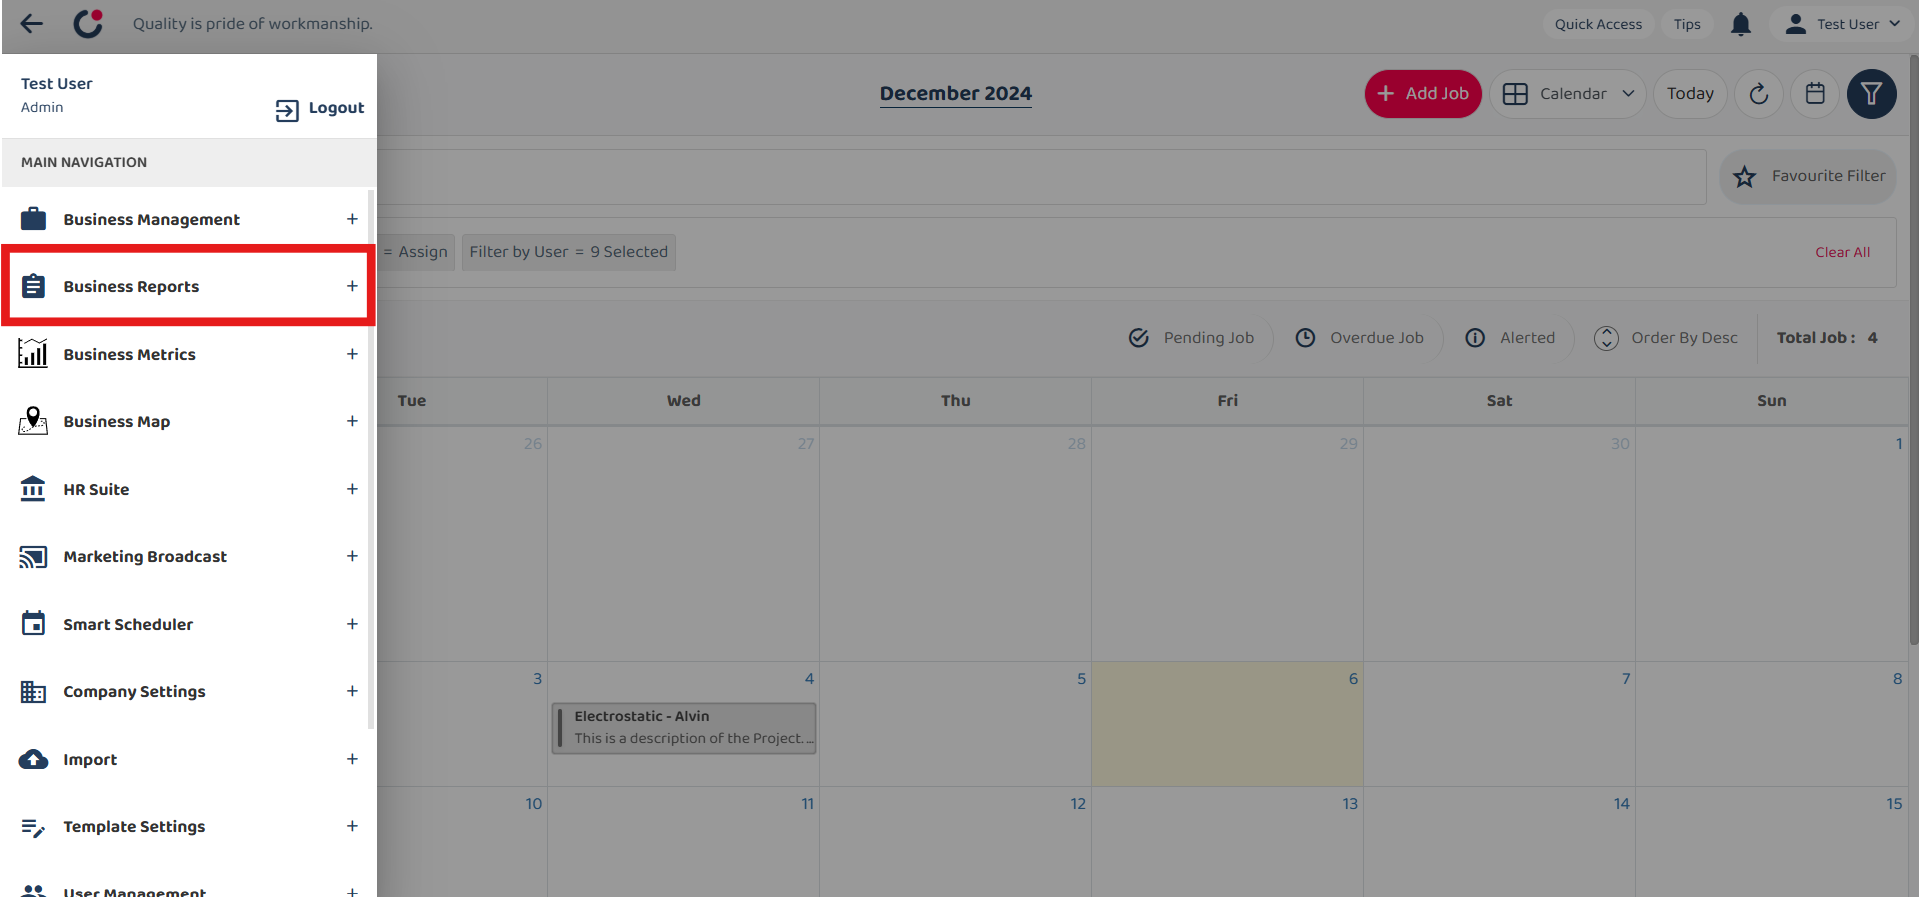 Quality is pride of workmanship.
Quick Access
Tips
Test User
Test User
Admin
Logout
MAIN NAVIGATION
Business Management +
Business Reports +
Business Metrics +
Business Map +
HR Suite +
Marketing Broadcast +
Smart Scheduler +
Company Settings +
Import +
Template Settings +
User Management +
December 2024
+ Add Job
Calendar
Today
Favourite Filter
= Assign
Filter by User = 9 Selected
Clear All
Pending Job
Overdue Job
Alerted
Order By Desc
Total Job : 4
Tue Wed Thu Fri Sat Sun
26 27 28 29 30 1
3 4 5 6 7 8
Electrostatic - Alvin
This is a description of the Project. ...
10 11 12 13 14 15